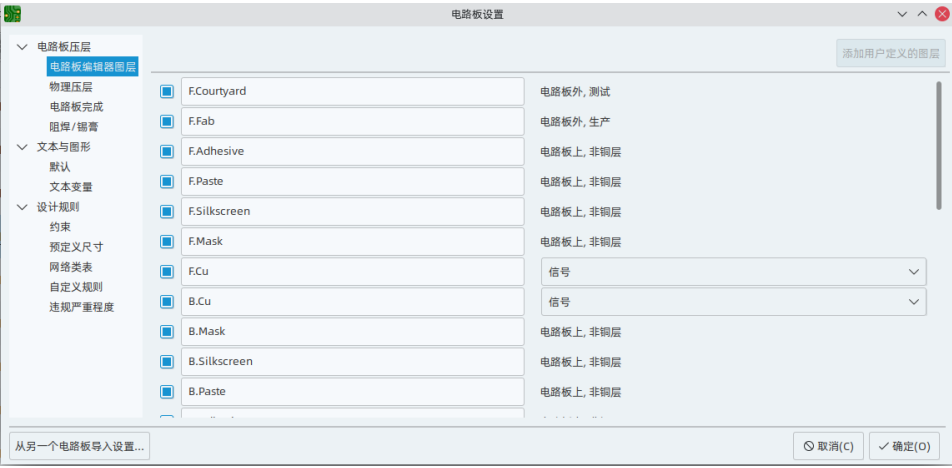 电路板设置
电路板压层
电路板编辑器图层
物理压层
电路板完成
阻焊/锡膏
文本与图形
默认
文本变量
设计规则
约束
预定义尺寸
网络类表
自定义规则
违规严重程度
添加用户定义的图层
F.Courtyard 电路板外, 测试
F.Fab 电路板外, 生产
F.Adhesive 电路板上, 非铜层
F.Paste 电路板上, 非铜层
F.Silkscreen 电路板上, 非铜层
F.Mask 电路板上, 非铜层
F.Cu 信号
B.Cu 信号
B.Mask 电路板上, 非铜层
B.Silkscreen 电路板上, 非铜层
B.Paste 电路板上, 非铜层
从另一个电路板导入设置... 取消(C) 确定(O)